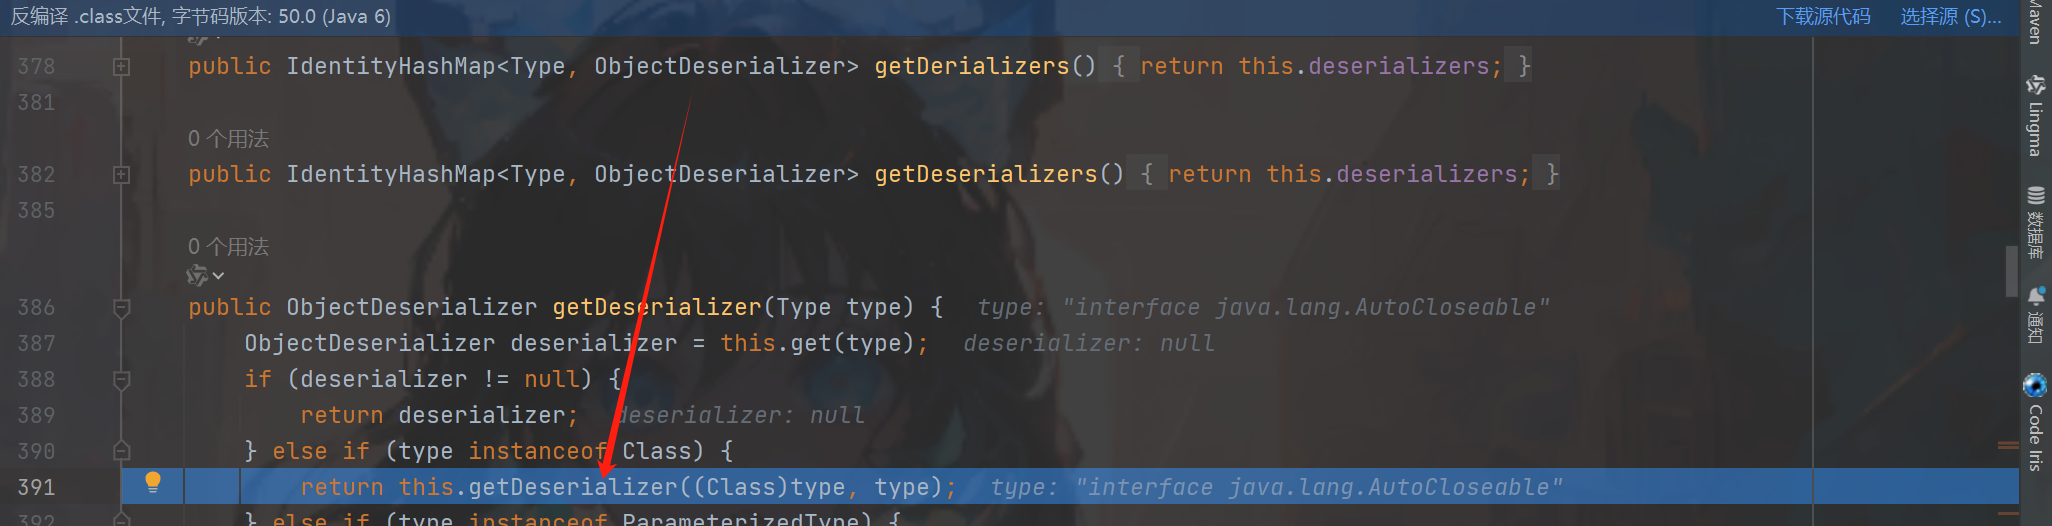 反编译 .class文件, 字节码版本: 50.0 (Java 6)
下载源代码 选择源 (S)...
378 public IdentityHashMap<Type, ObjectDeserializer> getDerializers() { return this.deserializers; }
381
0 个用法
382 public IdentityHashMap<Type, ObjectDeserializer> getDeserializers() { return this.deserializers; }
385
0 个用法
386 public ObjectDeserializer getDeserializer(Type type) { type: "interface java.lang.AutoCloseable"
387 ObjectDeserializer deserializer = this.get(type); deserializer: null
388 if (deserializer != null) {
389 return deserializer; deserializer: null
390 } else if (type instanceof Class) {
391 return this.getDeserializer((Class)type, type); type: "interface java.lang.AutoCloseable"
392 } else if (type instanceof ParameterizedType) {
Maven
Lingma
数据库
通知
Code Iris